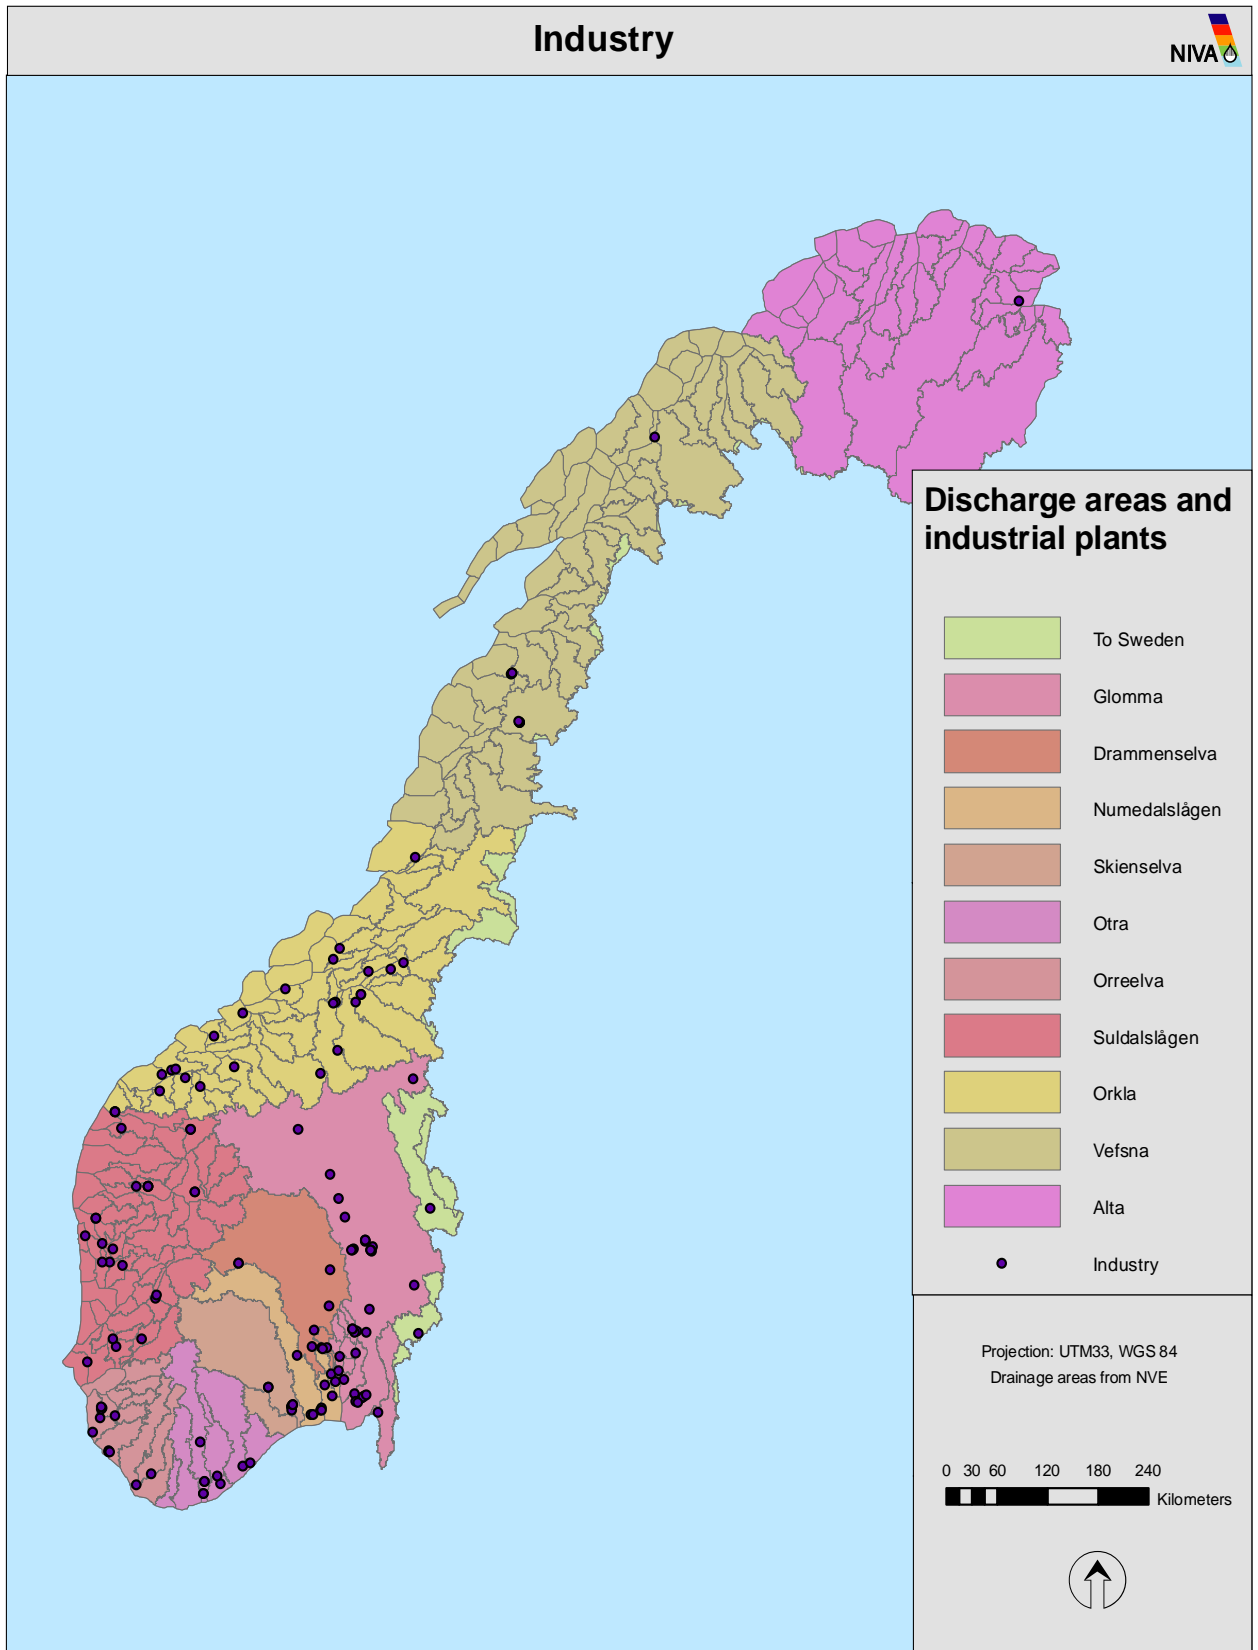 Industry
NIVA
Discharge areas and
industrial plants
To Sweden
Glomma
Drammenselva
Numedalslågen
Skienselva
Otra
Orreelva
Suldalslågen
Orkla
Vefsna
Alta
Industry
Projection: UTM33, WGS 84
Drainage areas from NVE
0 30 60 120 180 240
Kilometers